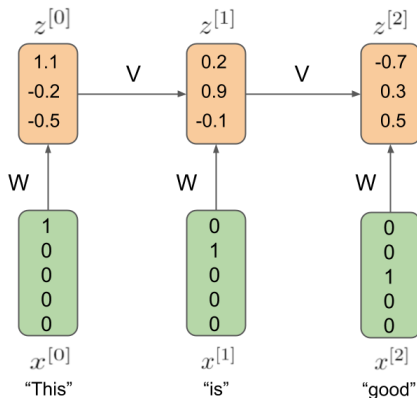 z^{[0]} z^{[1]} z^{[2]}
1.1 0.2 -0.7
V V
-0.2 0.9 0.3
-0.5 -0.1 0.5
W W W
1 0 0
0 1 0
0 0 1
0 0 0
0 0 0
x^{[0]} x^{[1]} x^{[2]}
“This” “is” “good”